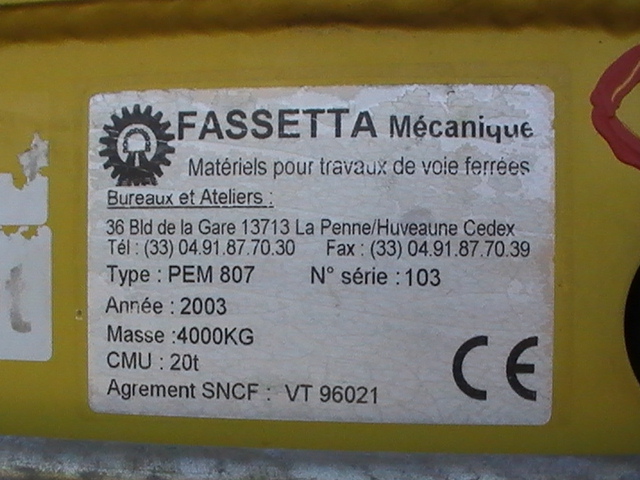 FASSETTA Mécanique
Matériels pour travaux de voie ferrées
Bureaux et Ateliers :
36 Bld de la Gare 13713 La Penne/Huveaune Cedex
Tél : (33) 04.91.87.70.30 Fax : (33) 04.91.87.70.39
Type : PEM 807 N° série : 103
Année : 2003
Masse :4000KG
CMU : 20t
Agrement SNCF : VT 96021
CE
t